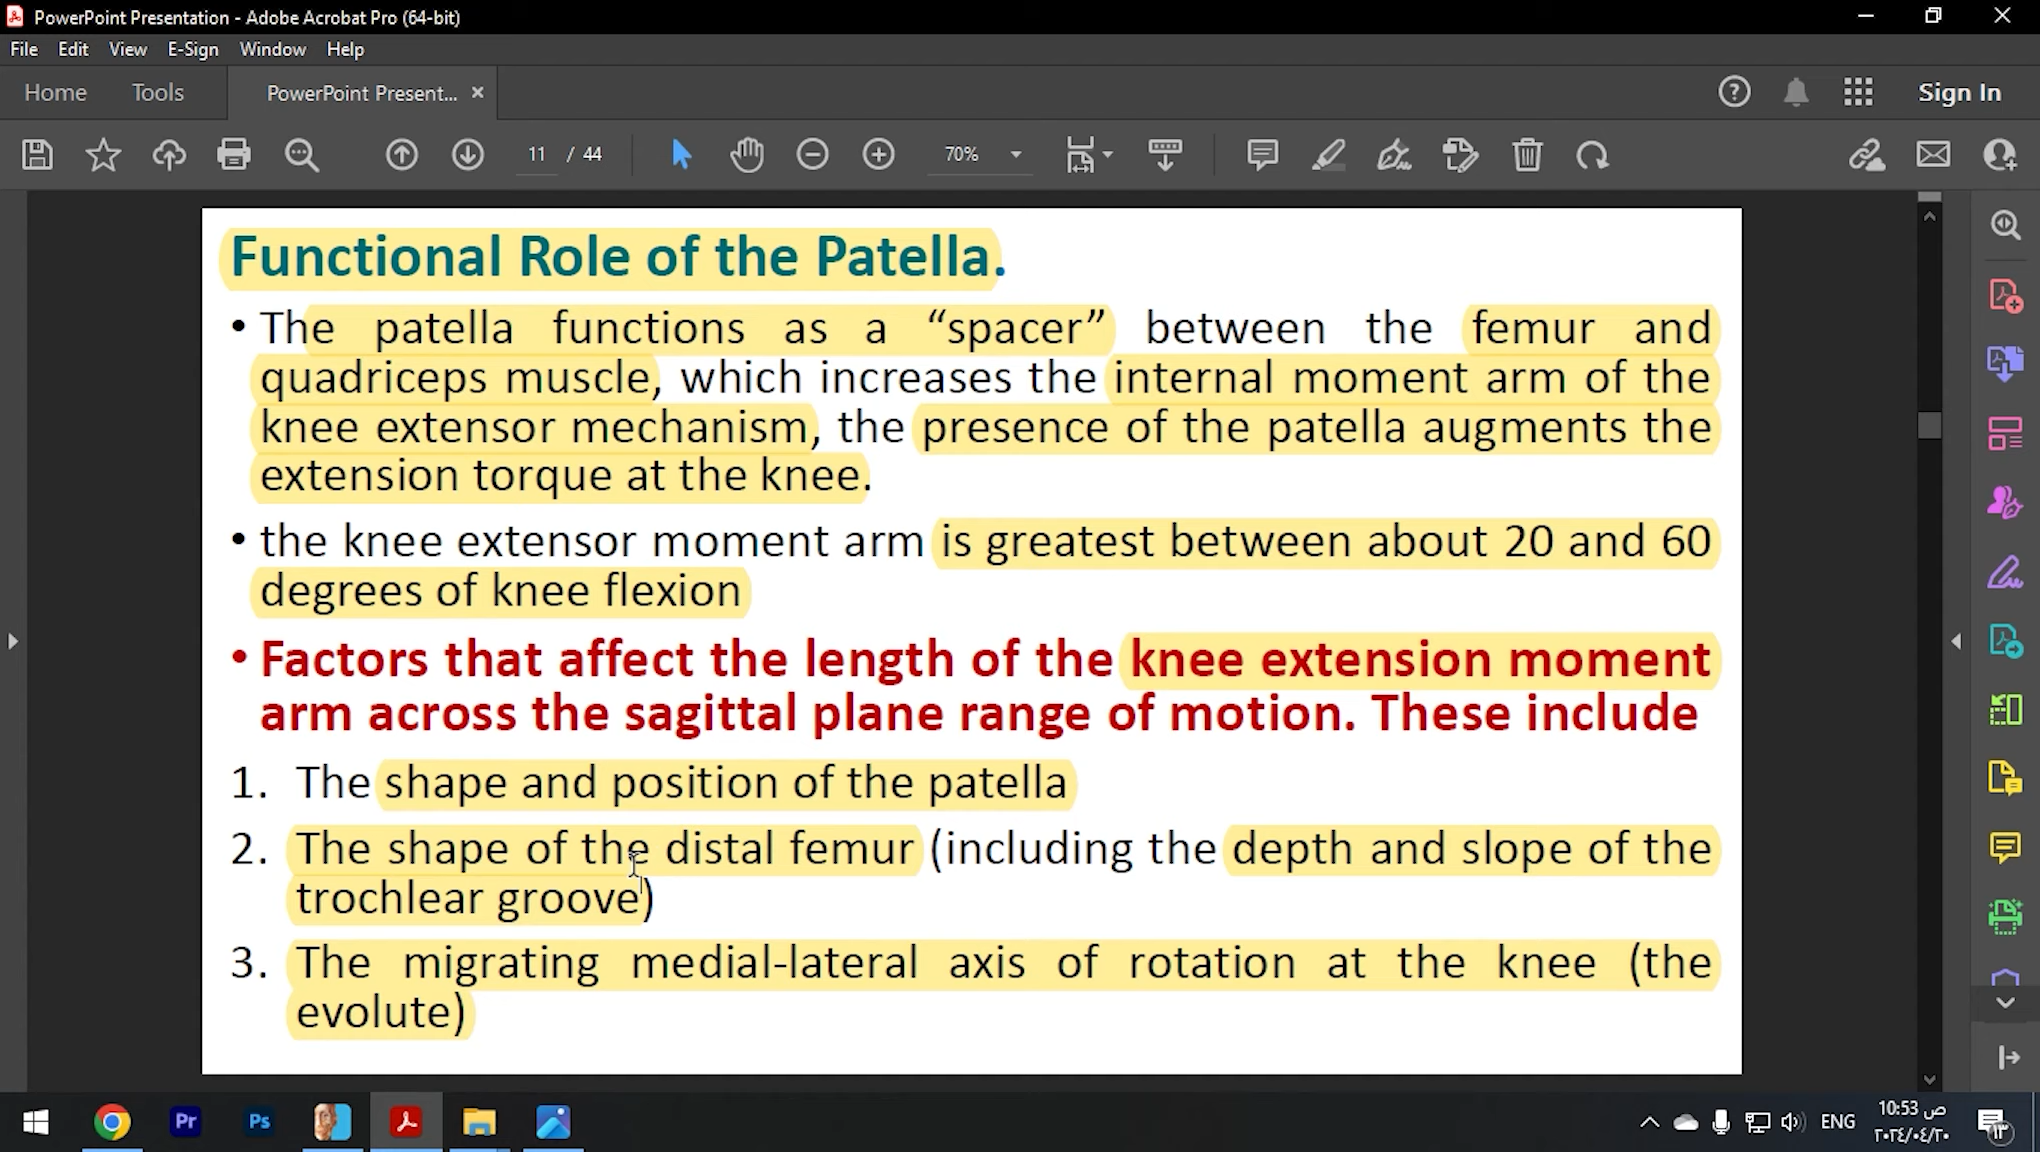 PowerPoint Presentation - Adobe Acrobat Pro (64-bit)
File Edit View E-Sign Window Help
Home Tools PowerPoint Present... × Sign In
11 / 44 70%
Functional Role of the Patella.
• The patella functions as a “spacer” between the femur and
quadriceps muscle, which increases the internal moment arm of the
knee extensor mechanism, the presence of the patella augments the
extension torque at the knee.
• the knee extensor moment arm is greatest between about 20 and 60
degrees of knee flexion
• Factors that affect the length of the knee extension moment
arm across the sagittal plane range of motion. These include
1. The shape and position of the patella
2. The shape of the distal femur (including the depth and slope of the
trochlear groove)
3. The migrating medial-lateral axis of rotation at the knee (the
evolute)
Pr Ps ENG 10:53 ص
٢٠٢٤/٠٤/٢٠
١٣